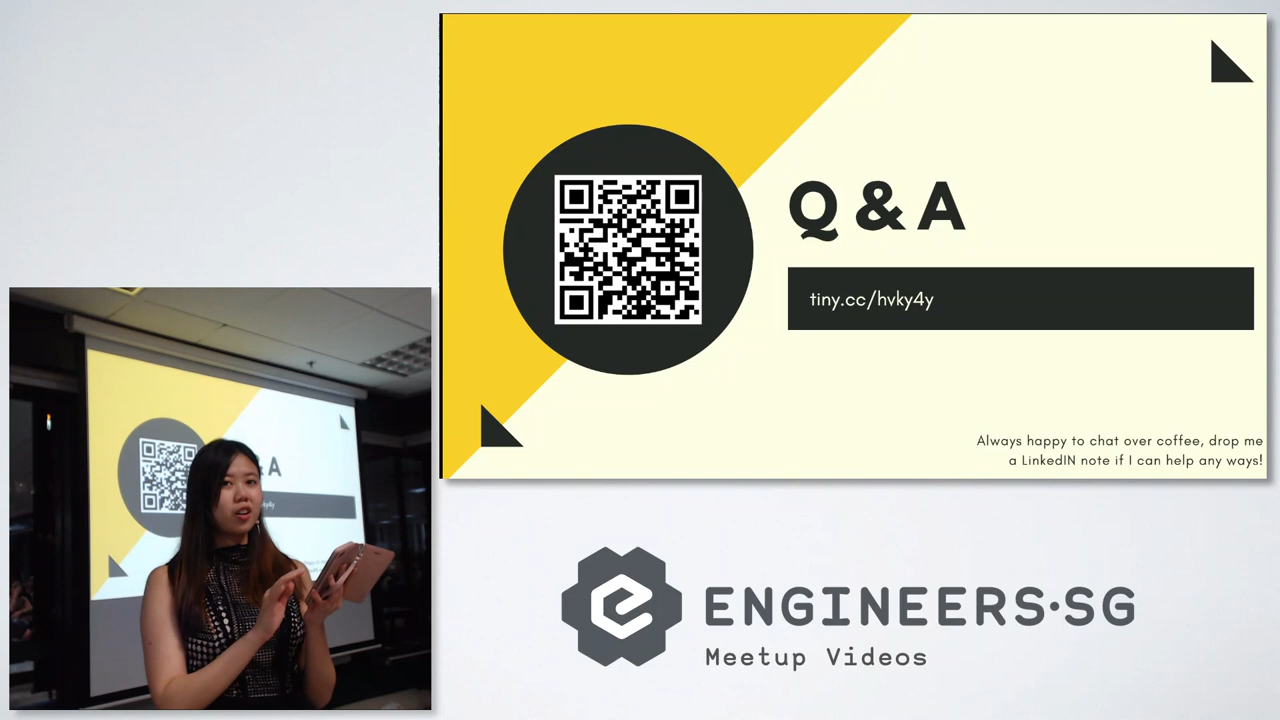 Q & A
tiny.cc/hvky4y
Always happy to chat over coffee, drop me
a LinkedIN note if I can help any ways!
ENGINEERS·SG
Meetup Videos